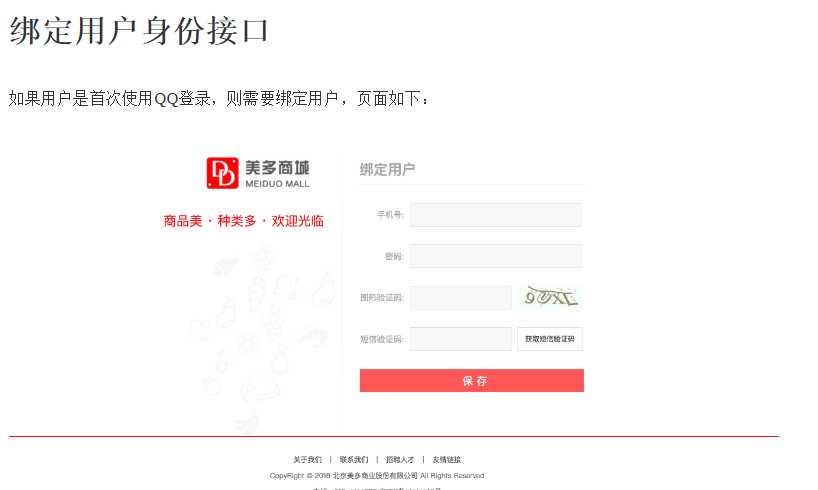 绑定用户身份接口
如果用户是首次使用QQ登录，则需要绑定用户，页面如下：
美多商城
MEIDUO MALL
商品美 · 种类多 · 欢迎光临
绑定用户
手机号:
密码:
图形验证码:
短信验证码:
获取短信验证码
保 存
关于我们 | 联系我们 | 招聘人才 | 友情链接
CopyRight © 2016 北京美多商业股份有限公司 All Rights Reserved